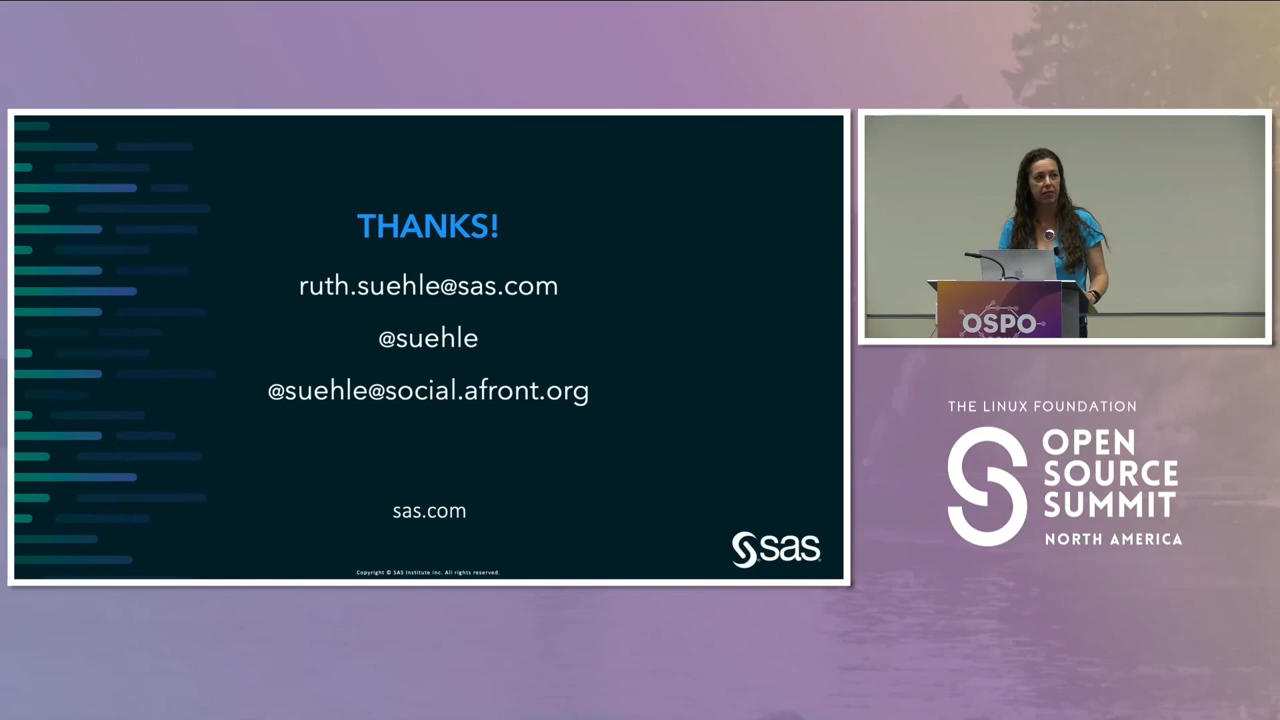 THANKS!
ruth.suehle@sas.com
@suehle
@suehle@social.afront.org
sas.com
sas
Copyright © SAS Institute Inc. All rights reserved.
OSPO
THE LINUX FOUNDATION
OPEN
SOURCE
SUMMIT
NORTH AMERICA